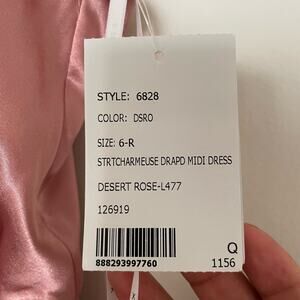 STYLE: 6828
COLOR: DSRO
SIZE: 6-R
STRTCHARMEUSE DRAPD MIDI DRESS
DESERT ROSE-L477
126919
888293997760
Q
1156